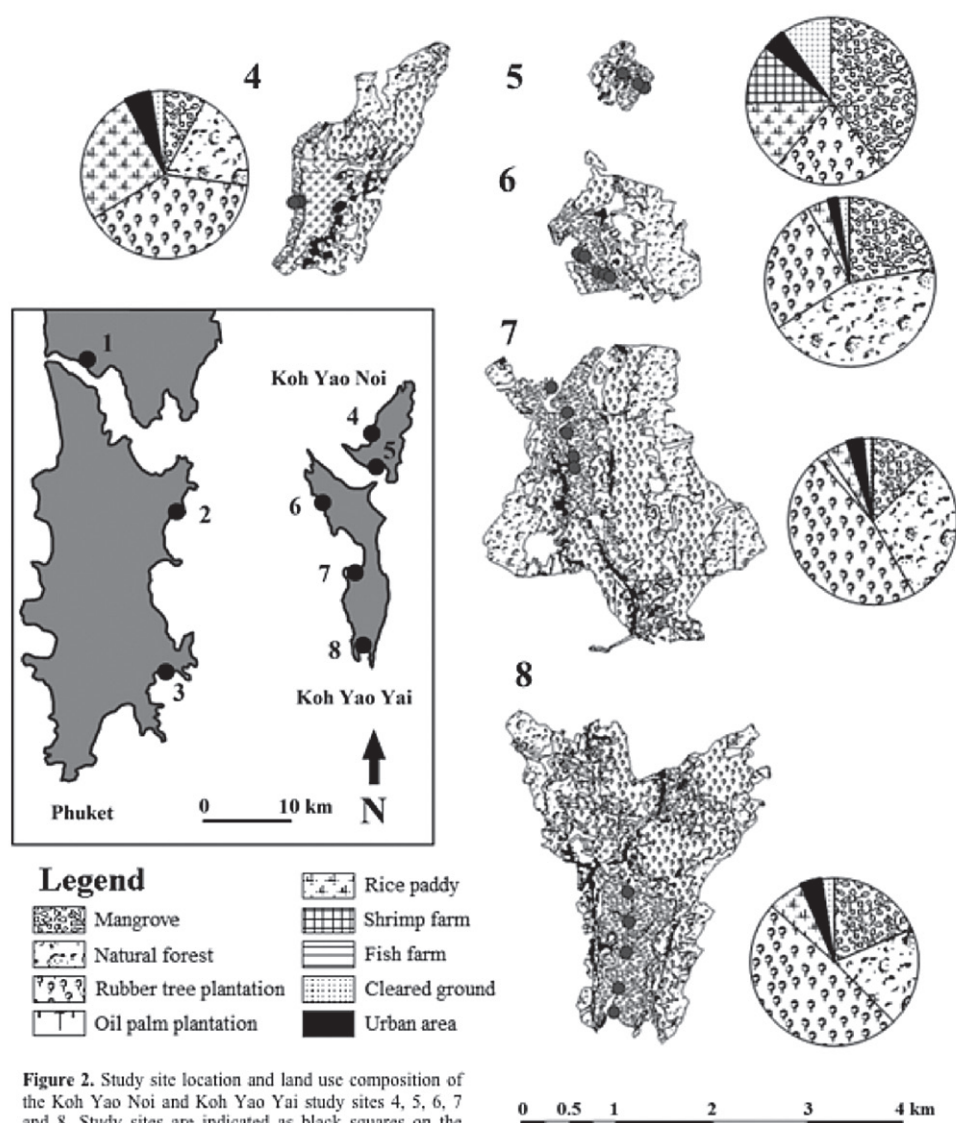 4
5
6
7
8
1
Koh Yao Noi
4
5
2
6
7
8
3
Koh Yao Yai
Phuket
0 10 km
N
Legend
Mangrove
Natural forest
Rubber tree plantation
Oil palm plantation
Rice paddy
Shrimp farm
Fish farm
Cleared ground
Urban area
Figure 2. Study site location and land use composition of
the Koh Yao Noi and Koh Yao Yai study sites 4, 5, 6, 7
and 8. Study sites are indicated as black squares on the
0 0.5 1 2 3 4 km